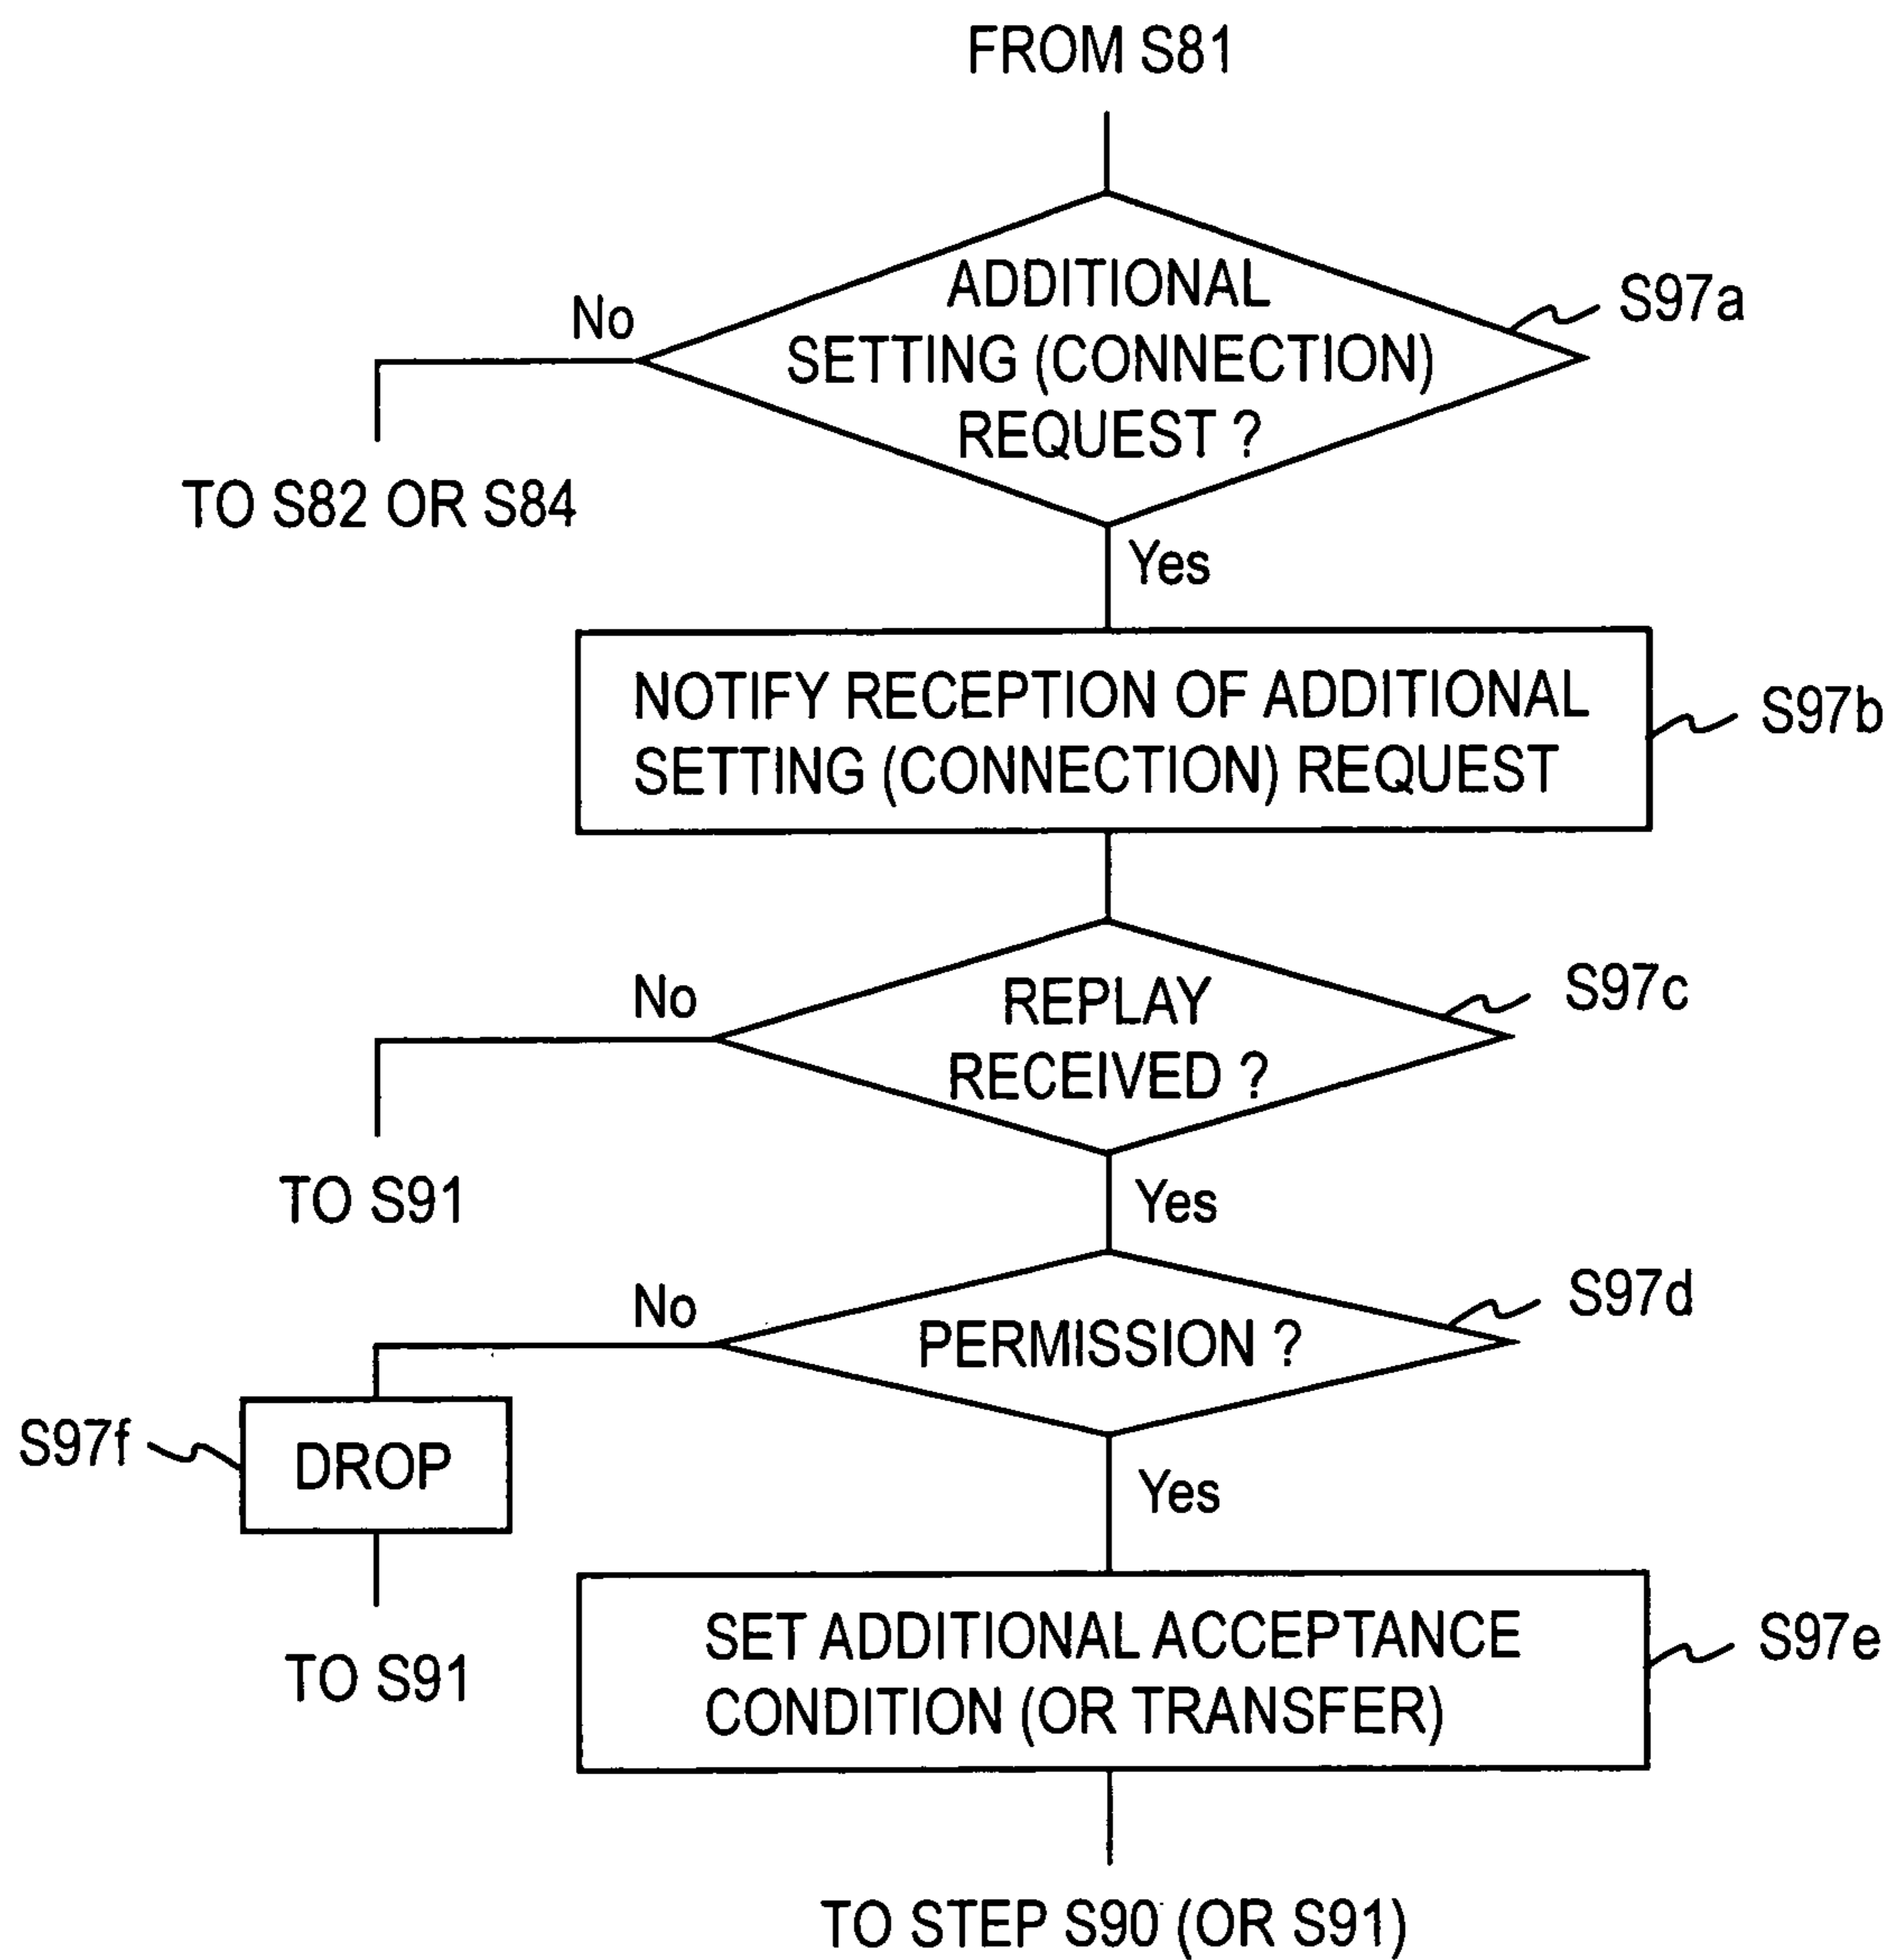 FROM S81
ADDITIONAL
SETTING (CONNECTION)
REQUEST ?
S97a
No
TO S82 OR S84
Yes
NOTIFY RECEPTION OF ADDITIONAL
SETTING (CONNECTION) REQUEST
S97b
REPLAY
RECEIVED ?
S97c
No
TO S91
Yes
PERMISSION ?
S97d
No
S97f
DROP
TO S91
Yes
SET ADDITIONAL ACCEPTANCE
CONDITION (OR TRANSFER)
S97e
TO STEP S90 (OR S91)